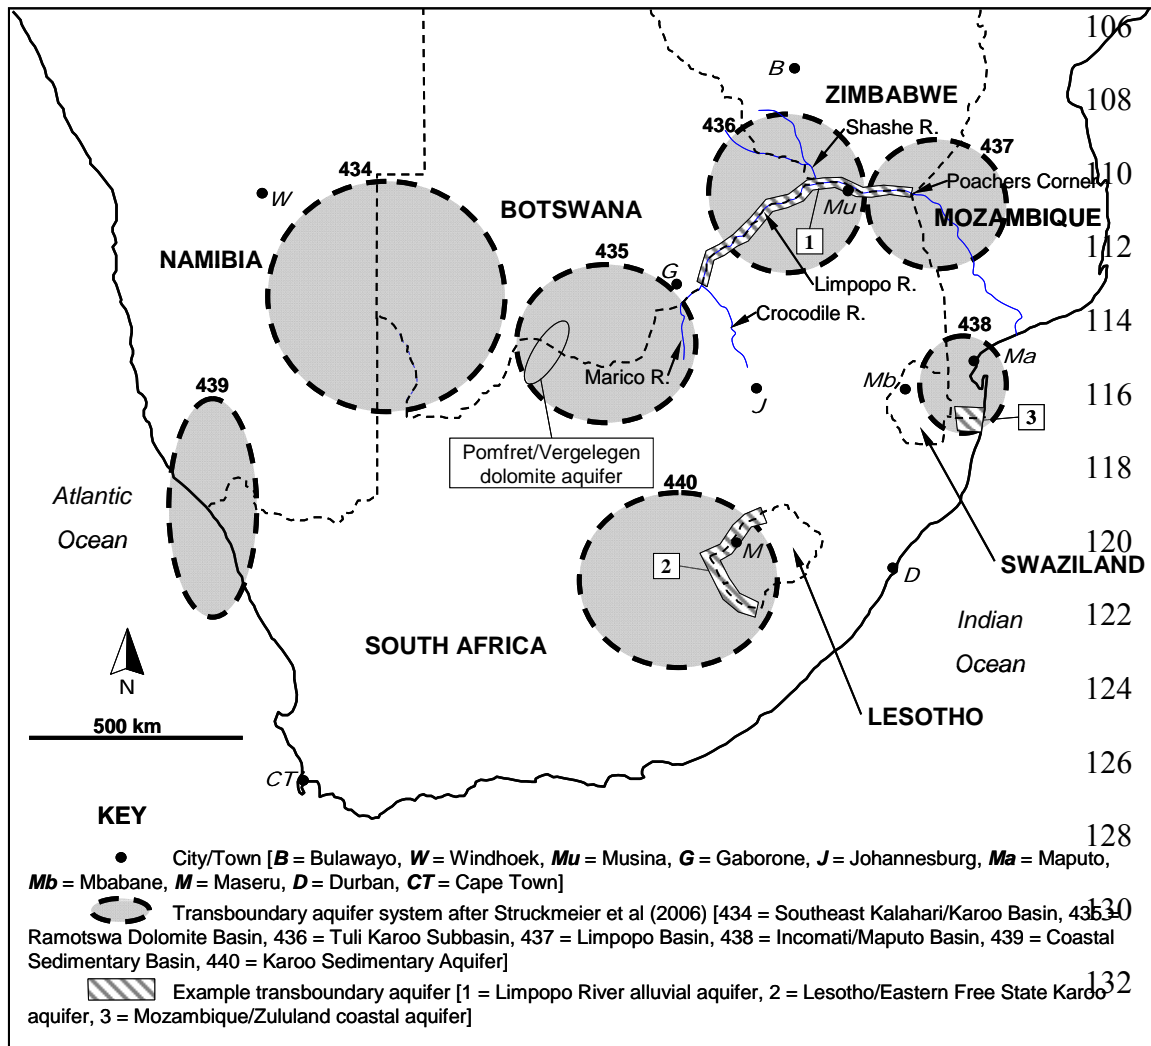 106
B
ZIMBABWE
108
436
Shashe R.
437
434
110
W
Poachers Corner
BOTSWANA
Mu
MOZAMBIQUE
1
435
112
NAMIBIA
G
Limpopo R.
Crocodile R.
114
438
Ma
Marico R.
Mb
439
J
116
3
Pomfret/Vergelegen
dolomite aquifer
118
440
Atlantic
Ocean
120
M
2
D
SWAZILAND
122
Indian
Ocean
SOUTH AFRICA
N
124
LESOTHO
500 km
126
CT
KEY
128
City/Town [B = Bulawayo, W = Windhoek, Mu = Musina, G = Gaborone, J = Johannesburg, Ma = Maputo,
Mb = Mbabane, M = Maseru, D = Durban, CT = Cape Town]
130
Transboundary aquifer system after Struckmeier et al (2006) [434 = Southeast Kalahari/Karoo Basin, 435 =
Ramotswa Dolomite Basin, 436 = Tuli Karoo Subbasin, 437 = Limpopo Basin, 438 = Incomati/Maputo Basin, 439 = Coastal
Sedimentary Basin, 440 = Karoo Sedimentary Aquifer]
132
Example transboundary aquifer [1 = Limpopo River alluvial aquifer, 2 = Lesotho/Eastern Free State Karoo
aquifer, 3 = Mozambique/Zululand coastal aquifer]